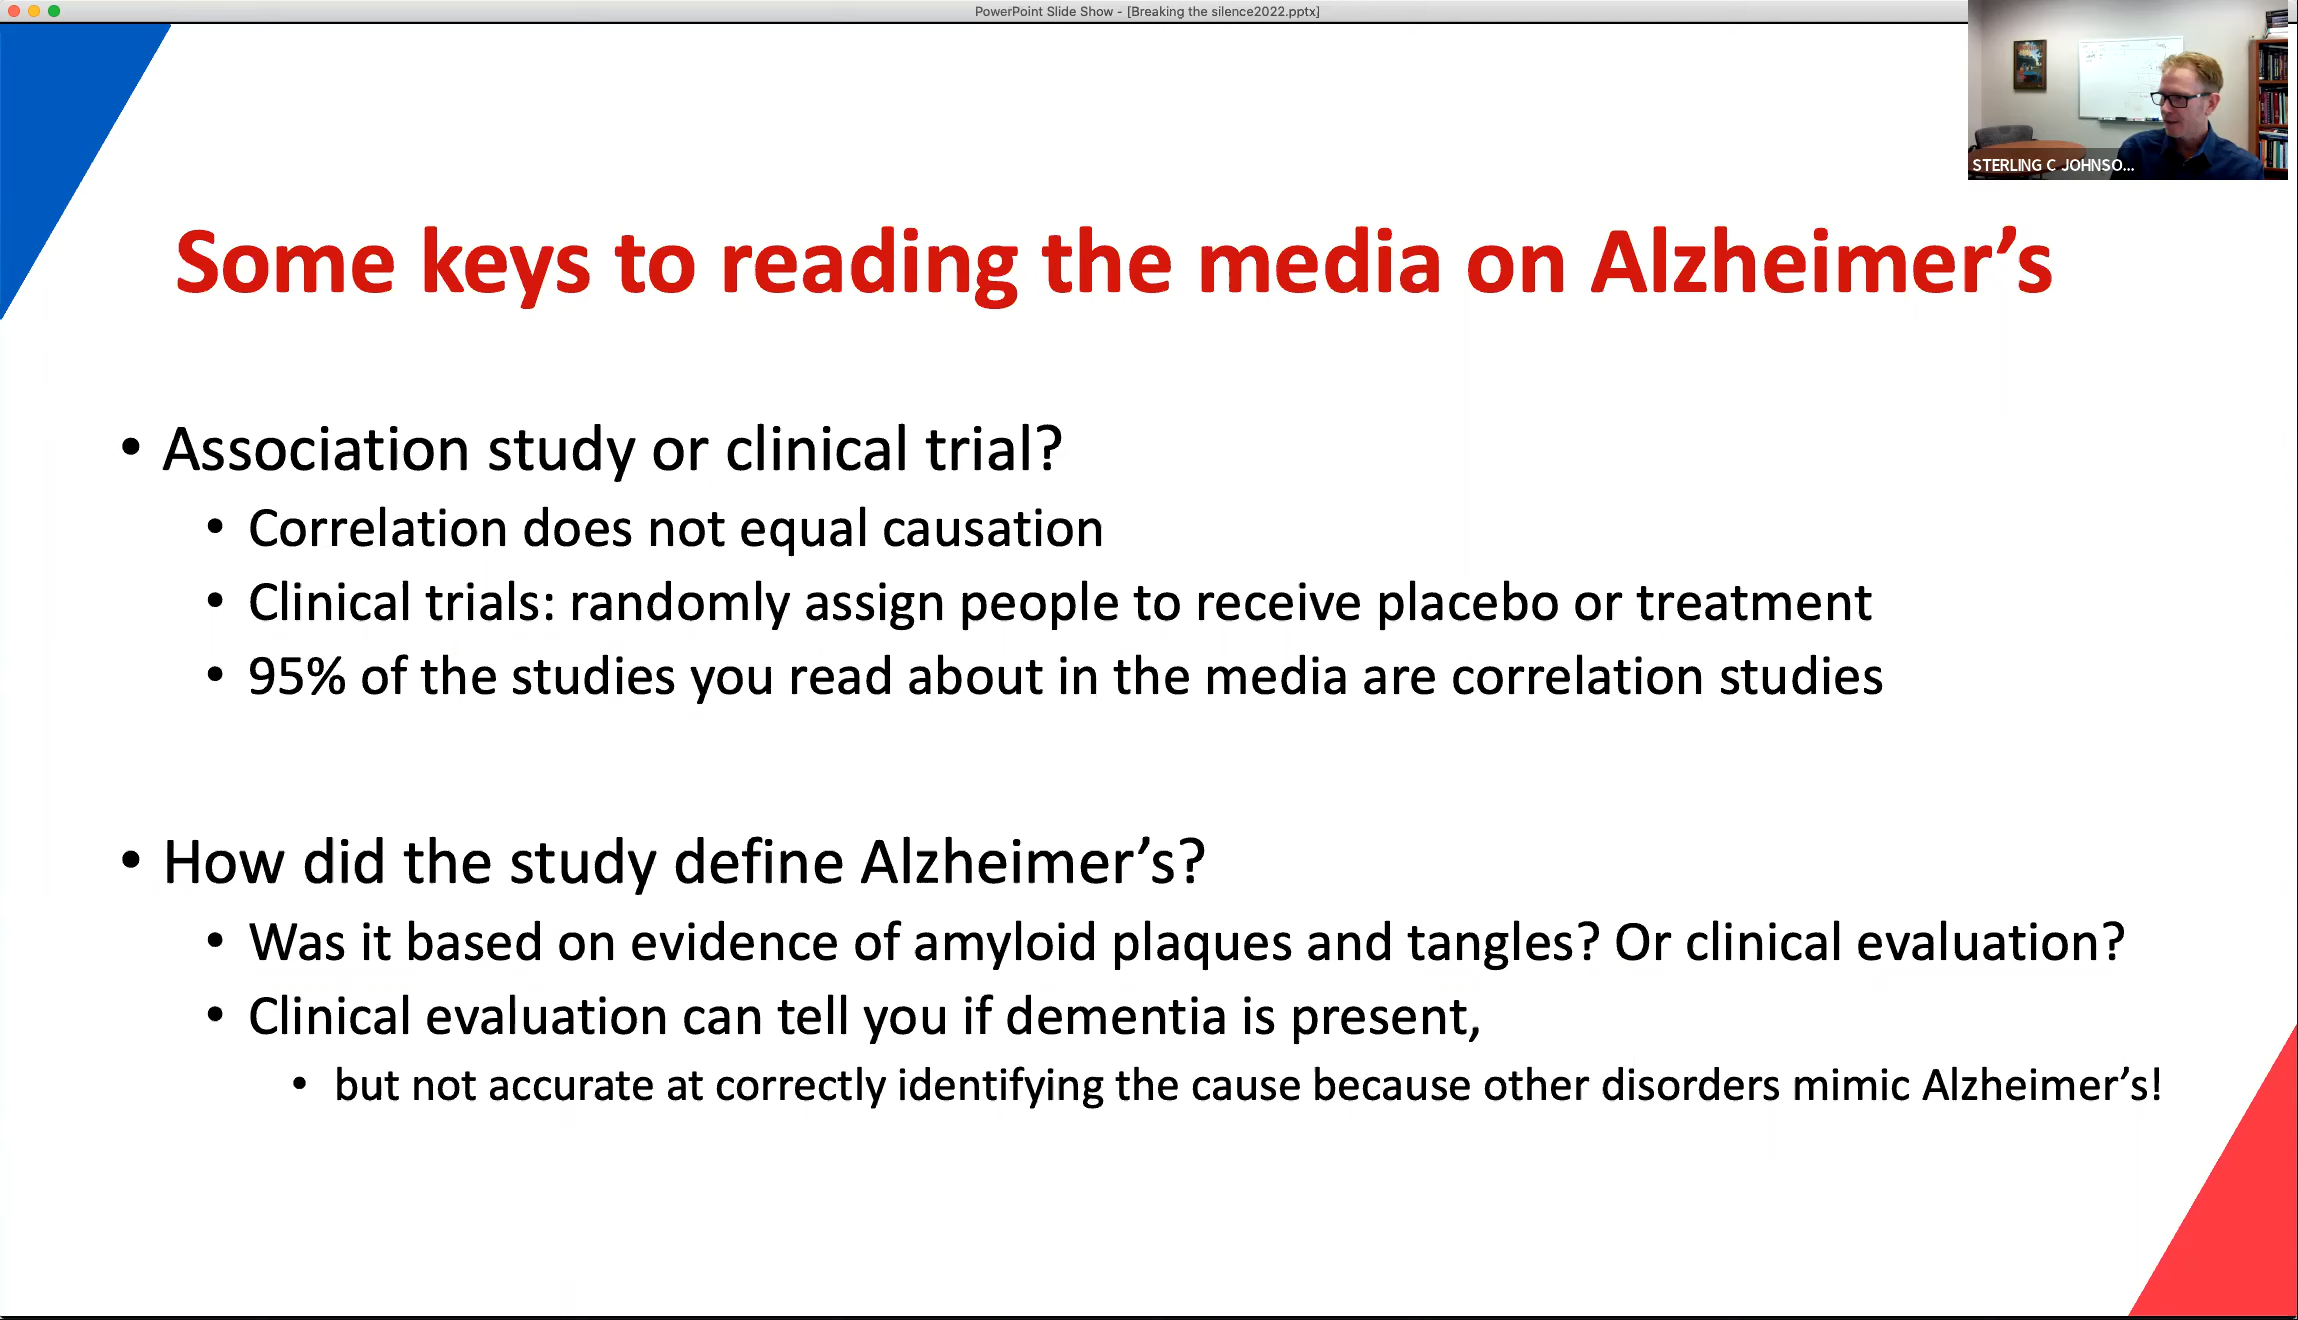 PowerPoint Slide Show - [Breaking the silence2022.pptx]
STERLING C JOHNSO...
Some keys to reading the media on Alzheimer’s
• Association study or clinical trial?
• Correlation does not equal causation
• Clinical trials: randomly assign people to receive placebo or treatment
• 95% of the studies you read about in the media are correlation studies
• How did the study define Alzheimer’s?
• Was it based on evidence of amyloid plaques and tangles? Or clinical evaluation?
• Clinical evaluation can tell you if dementia is present,
• but not accurate at correctly identifying the cause because other disorders mimic Alzheimer’s!